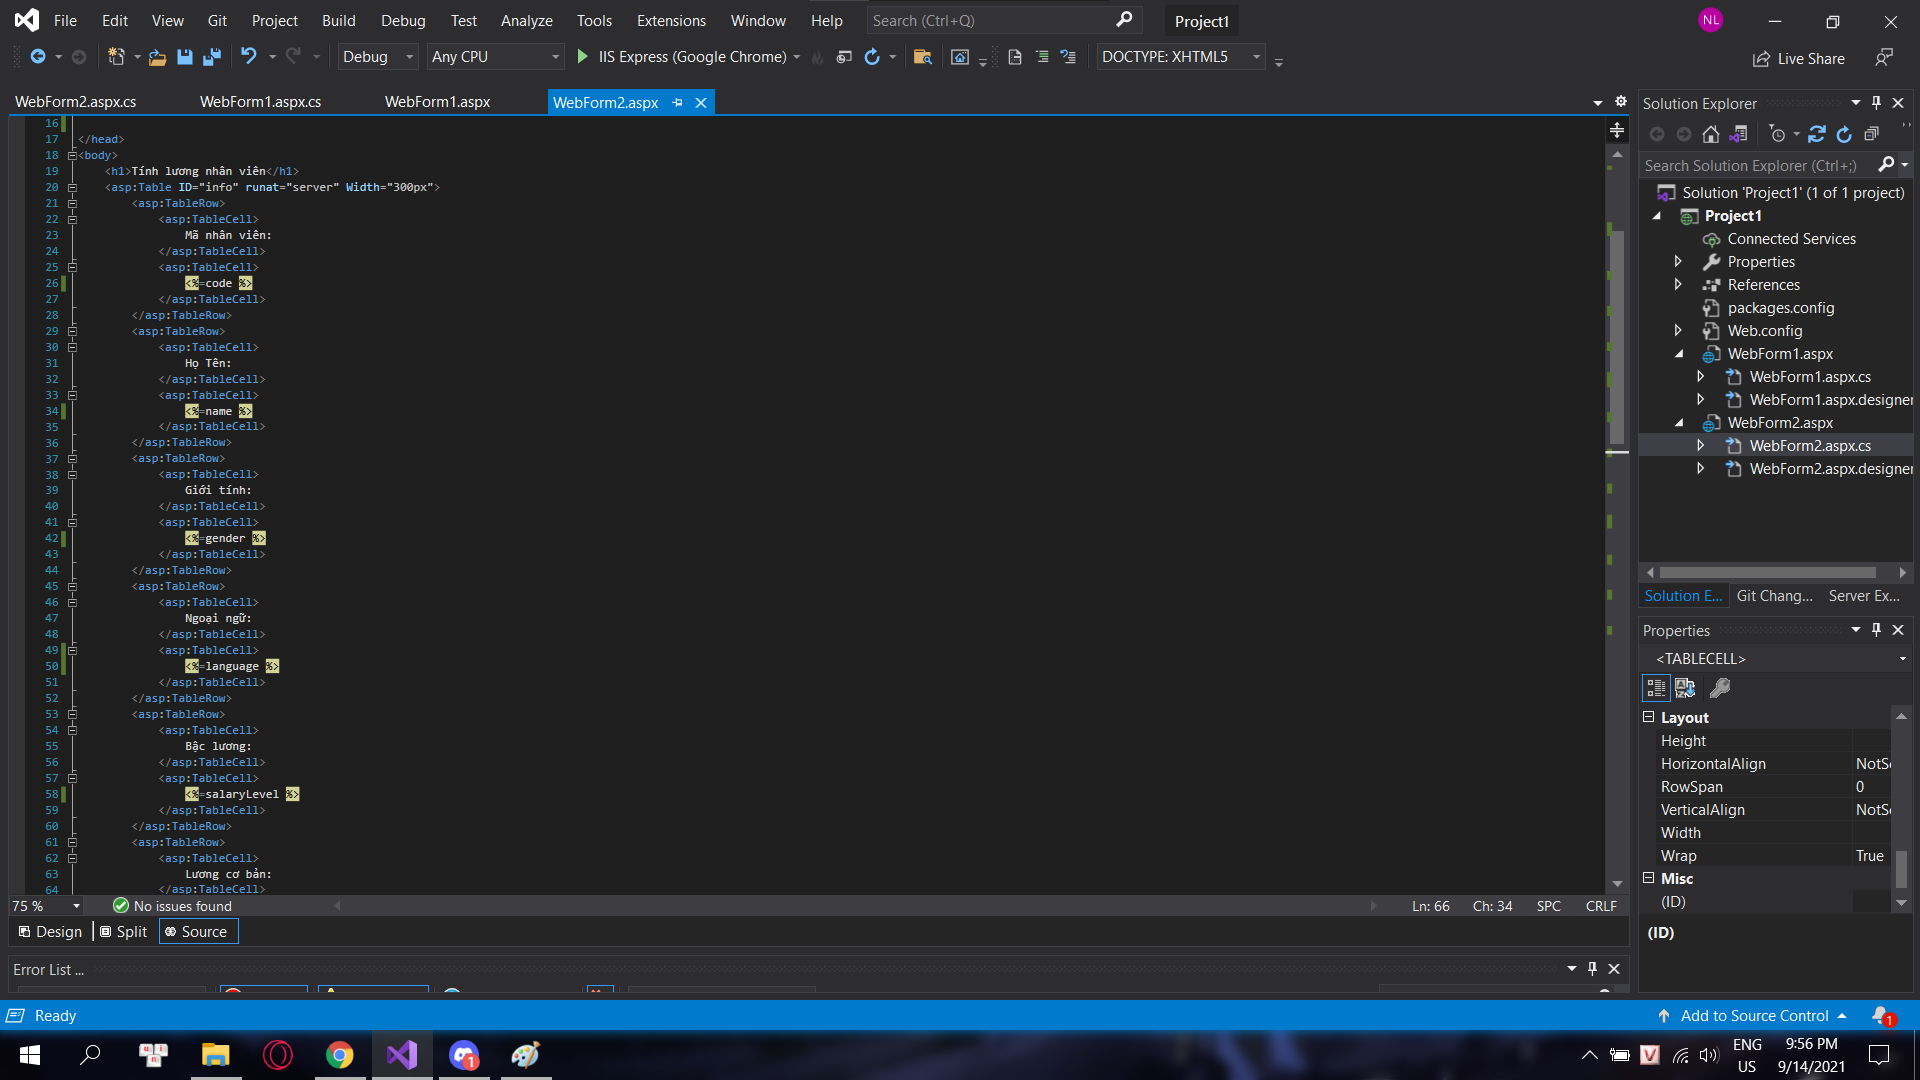 File Edit View Git Project Build Debug Test Analyze Tools Extensions Window Help Search (Ctrl+Q) Project1 NL
Debug Any CPU IIS Express (Google Chrome) DOCTYPE: XHTML5 Live Share
WebForm2.aspx.cs WebForm1.aspx.cs WebForm1.aspx WebForm2.aspx
16
17 </head>
18 <body>
19 <h1>Tính lương nhân viên</h1>
20 <asp:Table ID="info" runat="server" Width="300px">
21 <asp:TableRow>
22 <asp:TableCell>
23 Mã nhân viên:
24 </asp:TableCell>
25 <asp:TableCell>
26 <%=code %>
27 </asp:TableCell>
28 </asp:TableRow>
29 <asp:TableRow>
30 <asp:TableCell>
31 Họ Tên:
32 </asp:TableCell>
33 <asp:TableCell>
34 <%=name %>
35 </asp:TableCell>
36 </asp:TableRow>
37 <asp:TableRow>
38 <asp:TableCell>
39 Giới tính:
40 </asp:TableCell>
41 <asp:TableCell>
42 <%=gender %>
43 </asp:TableCell>
44 </asp:TableRow>
45 <asp:TableRow>
46 <asp:TableCell>
47 Ngoại ngữ:
48 </asp:TableCell>
49 <asp:TableCell>
50 <%=language %>
51 </asp:TableCell>
52 </asp:TableRow>
53 <asp:TableRow>
54 <asp:TableCell>
55 Bậc lương:
56 </asp:TableCell>
57 <asp:TableCell>
58 <%=salaryLevel %>
59 </asp:TableCell>
60 </asp:TableRow>
61 <asp:TableRow>
62 <asp:TableCell>
63 Lương cơ bản:
64 </asp:TableCell>
75 % No issues found Ln: 66 Ch: 34 SPC CRLF
Design Split Source
Error List ...
Solution Explorer
Search Solution Explorer (Ctrl+;)
Solution 'Project1' (1 of 1 project)
Project1
Connected Services
Properties
References
packages.config
Web.config
WebForm1.aspx
WebForm1.aspx.cs
WebForm1.aspx.designer
WebForm2.aspx
WebForm2.aspx.cs
WebForm2.aspx.designer
Solution E... Git Chang... Server Ex...
Properties
<TABLECELL>
Layout
Height
HorizontalAlign NotSe
RowSpan 0
VerticalAlign NotSe
Width
Wrap True
Misc
(ID)
(ID)
Ready Add to Source Control 1
1 V ENG 9:56 PM
US 9/14/2021